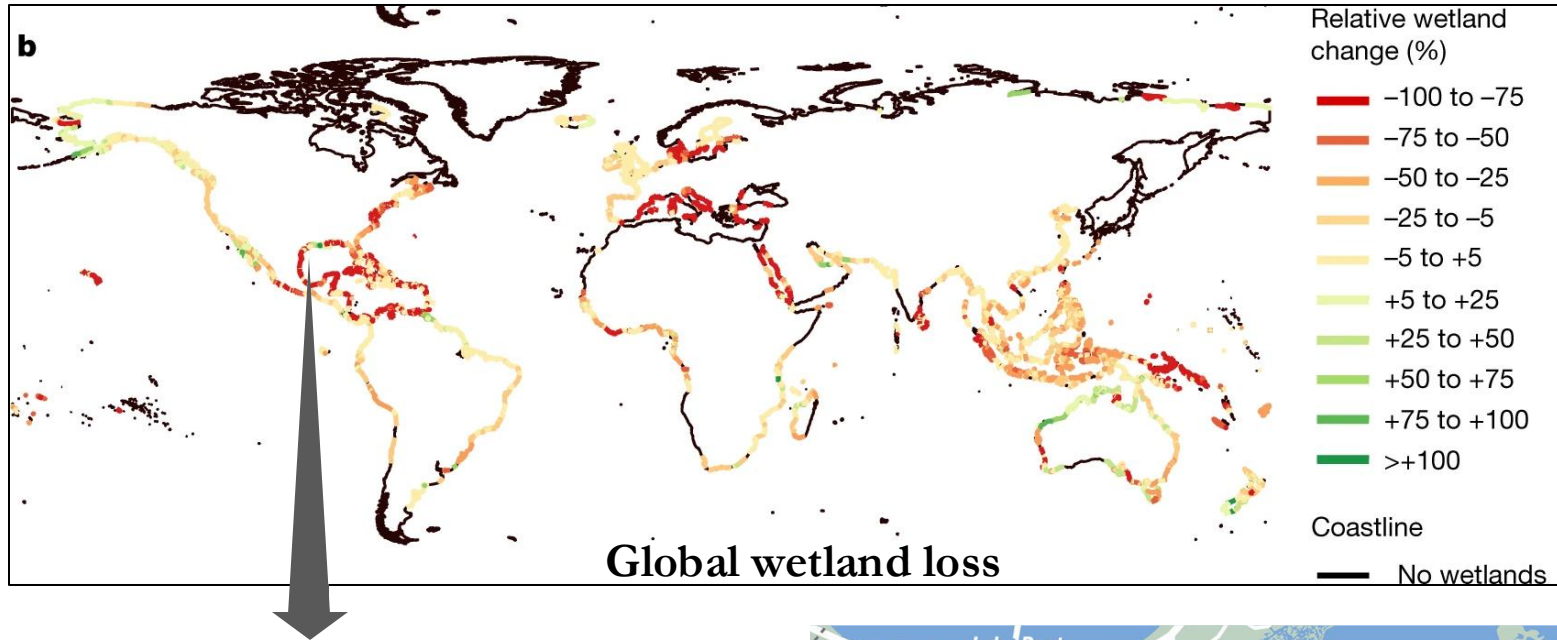 b
Relative wetland
change (%)
–100 to –75
–75 to –50
–50 to –25
–25 to –5
–5 to +5
+5 to +25
+25 to +50
+50 to +75
+75 to +100
>+100
Coastline
No wetlands
Global wetland loss